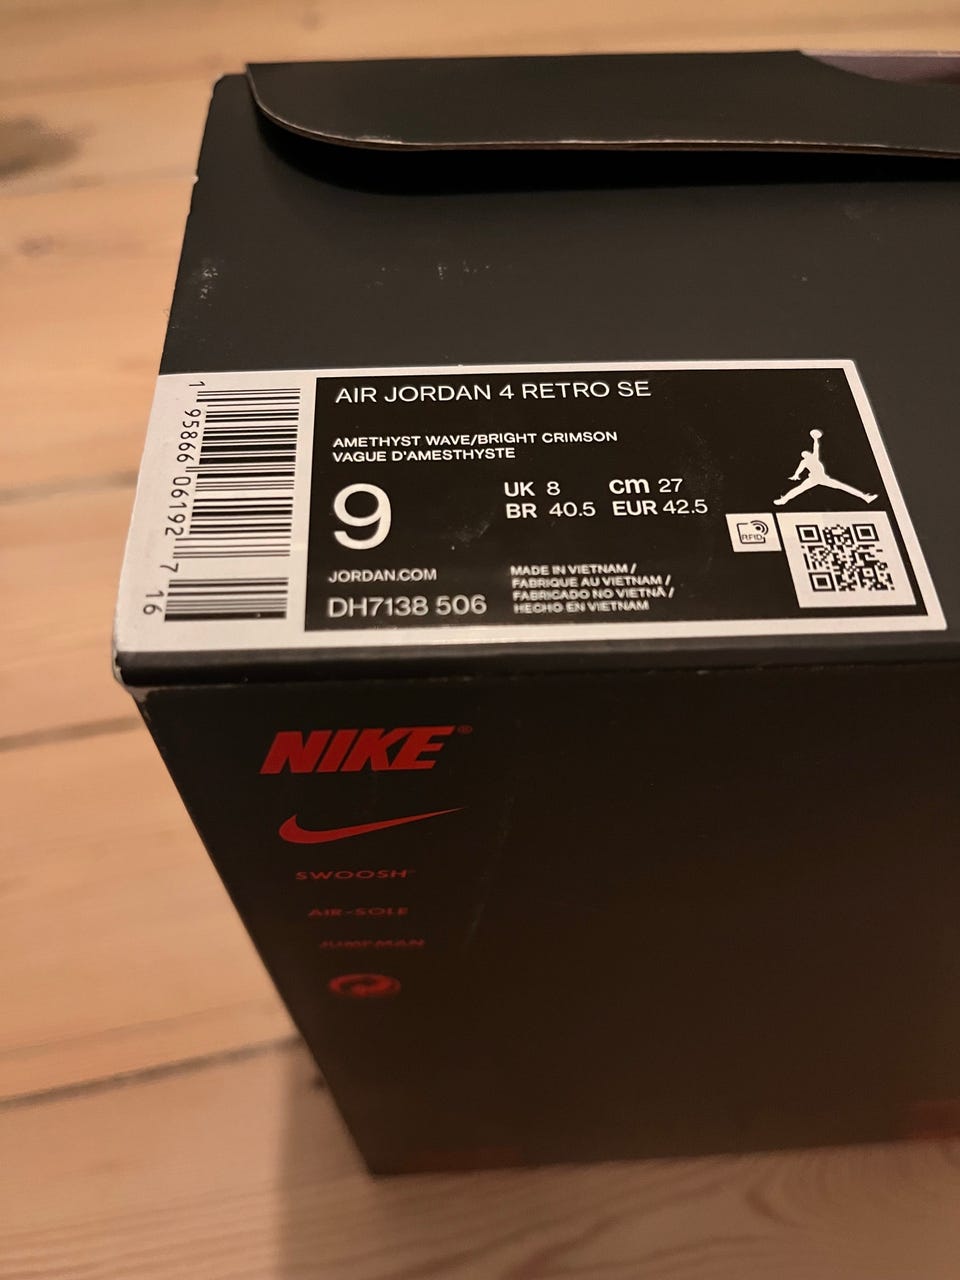 AIR JORDAN 4 RETRO SE
AMETHYST WAVE/BRIGHT CRIMSON
VAGUE D'AMESTHYSTE
9
UK 8 cm 27
BR 40.5 EUR 42.5
RFID
JORDAN.COM
DH7138 506
MADE IN VIETNAM /
FABRIQUE AU VIETNAM /
FABRICADO NO VIETNÃ /
HECHO EN VIETNAM
1 95866 06192 7 16
NIKE®
SWOOSH
AIR-SOLE
JUMPMAN